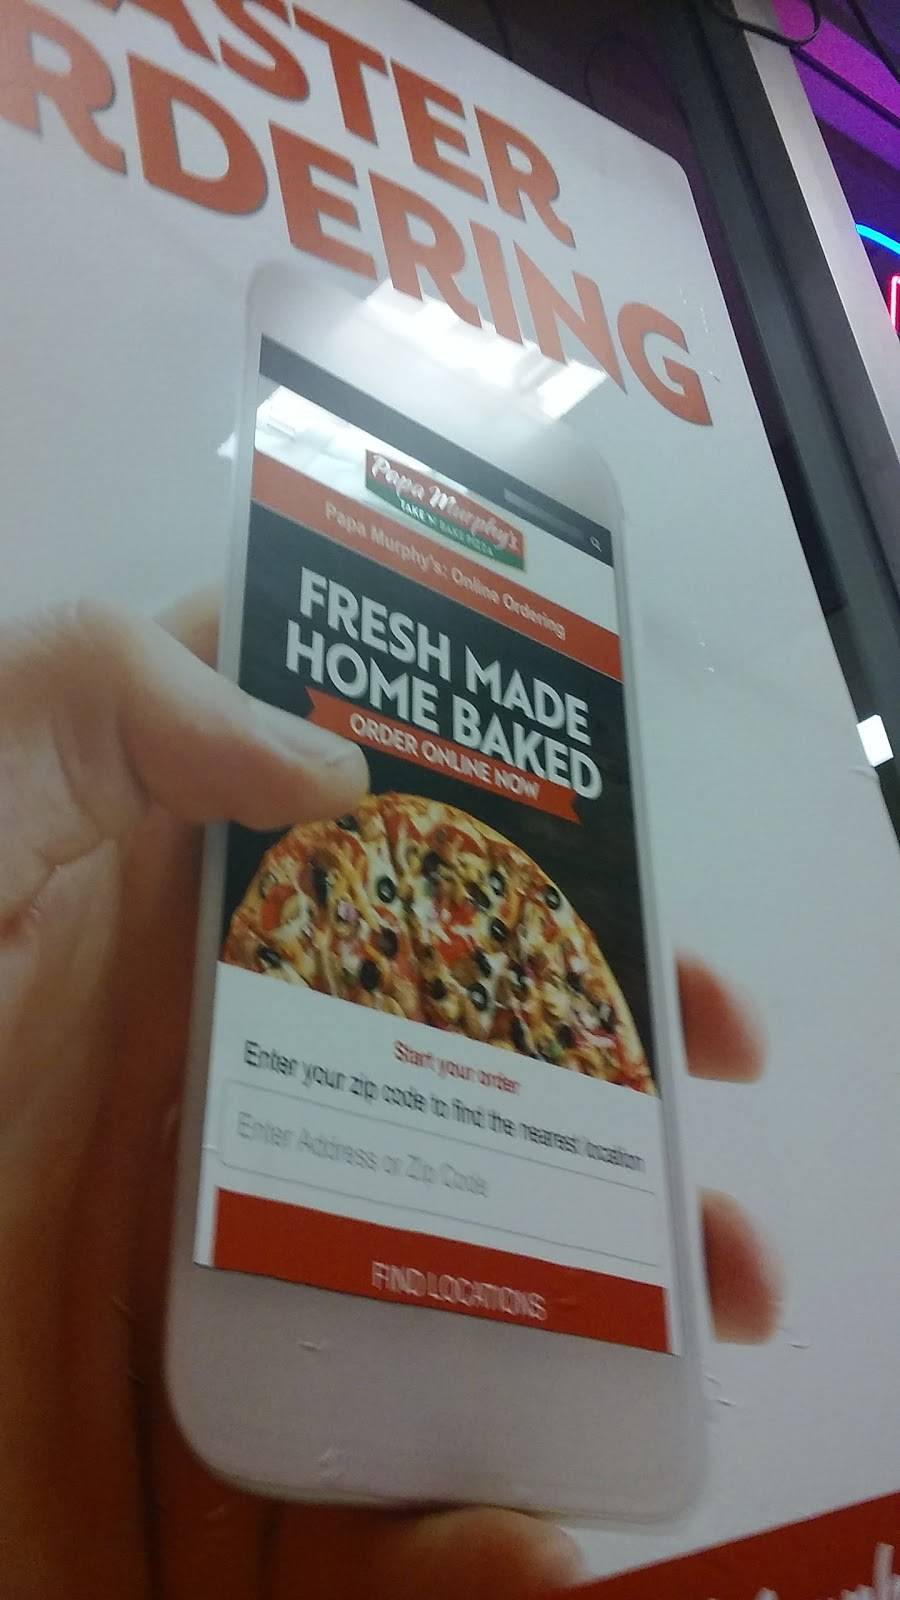 ASTER
RDERING
Papa Murphy's
TAKE 'N' BAKE PIZZA
Papa Murphy's: Online Ordering
FRESH MADE
HOME BAKED
ORDER ONLINE NOW
Start your order
Enter your zip code to find the nearest location
Enter Address or Zip Code
FIND LOCATIONS